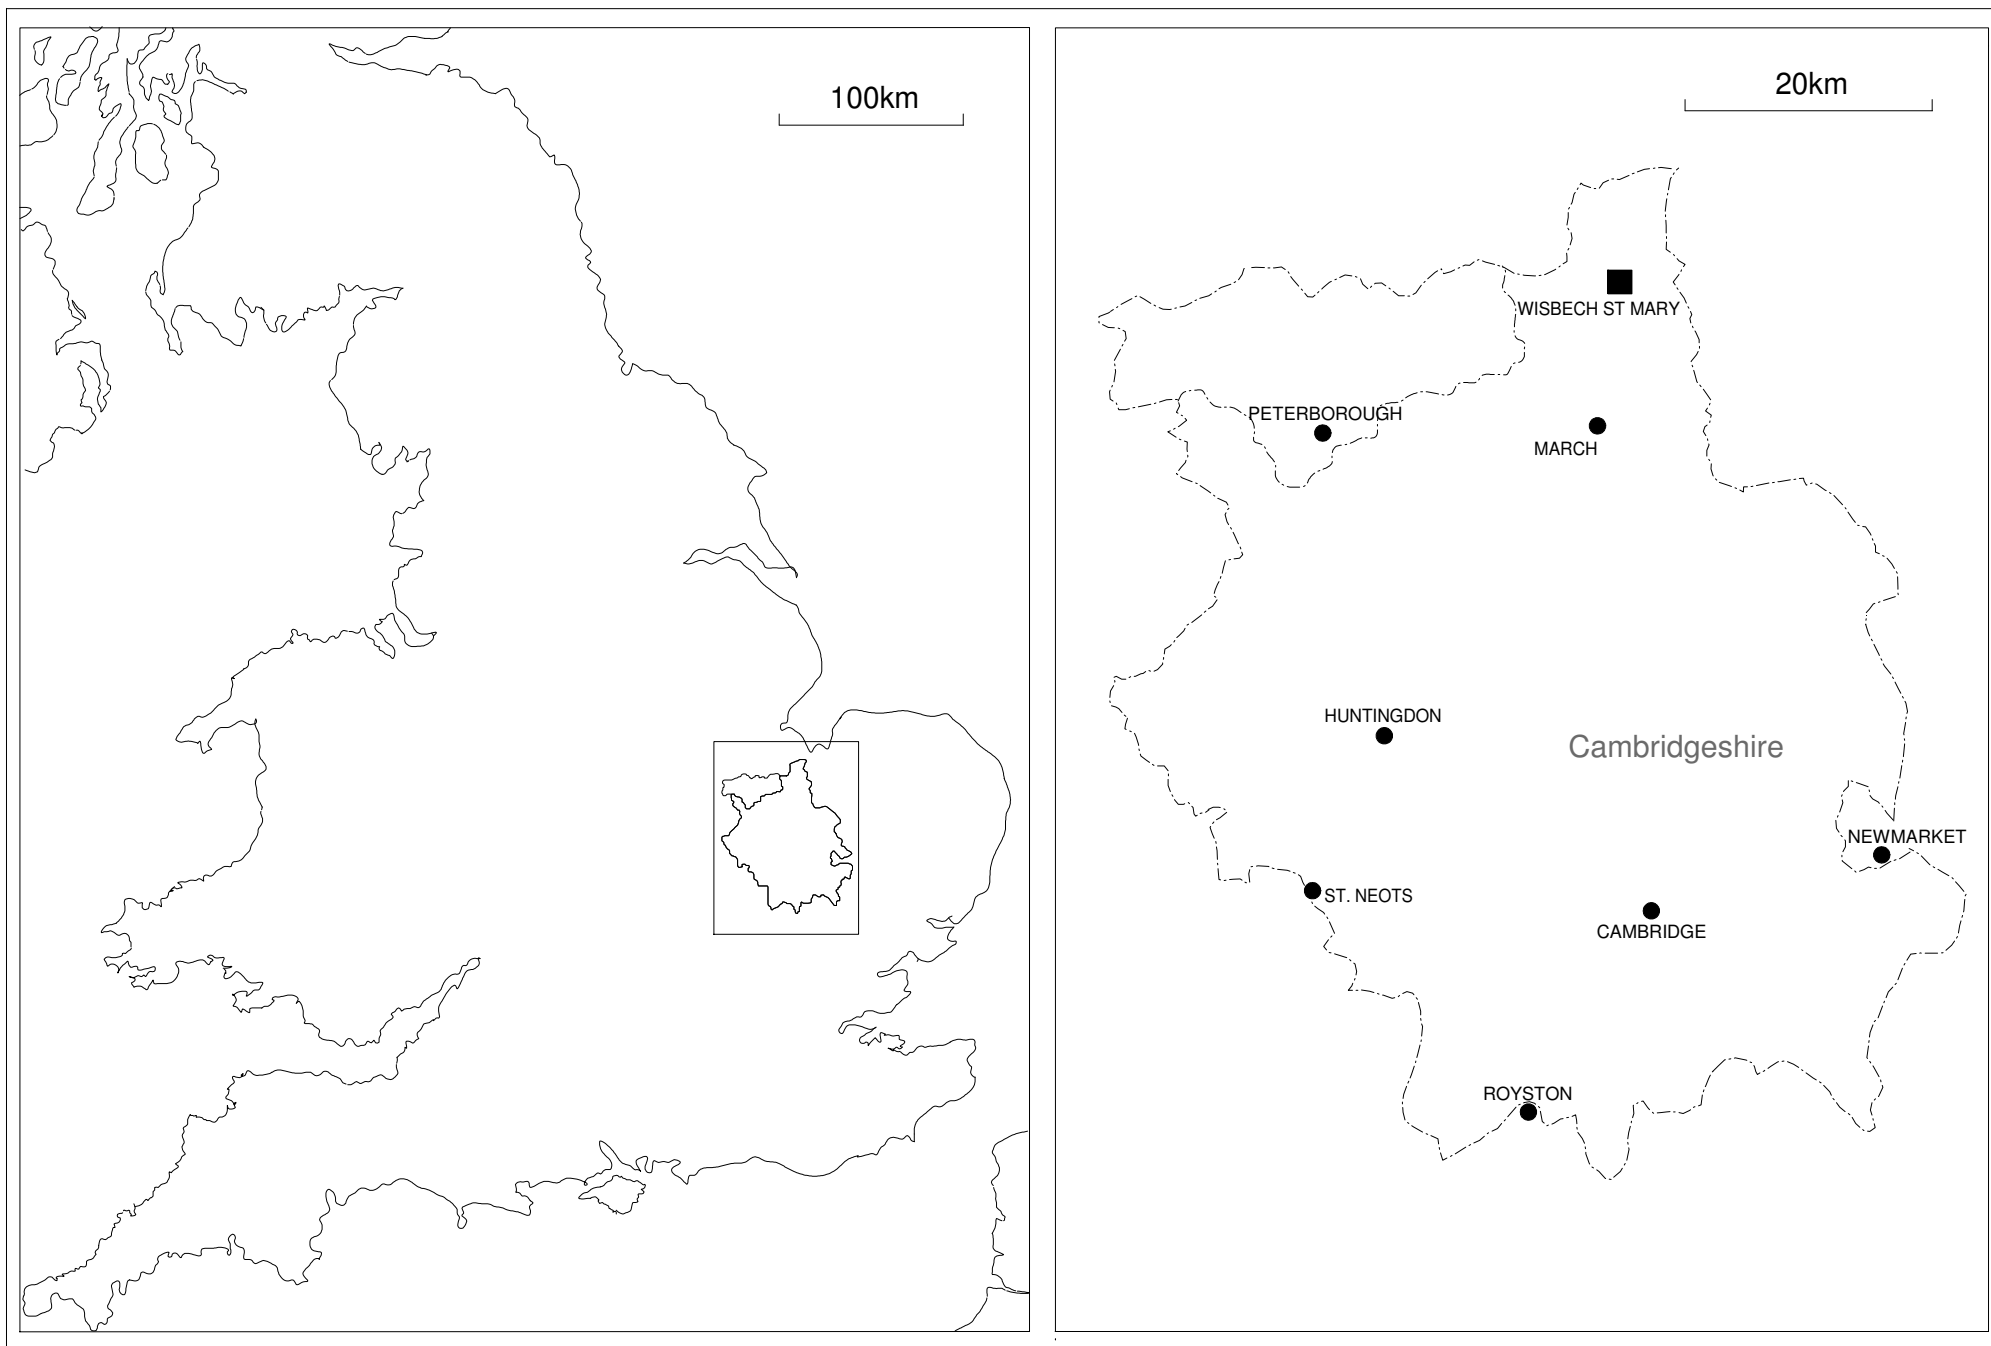 100km
20km
WISBECH ST MARY
PETERBOROUGH
MARCH
HUNTINGDON
Cambridgeshire
NEWMARKET
ST. NEOTS
CAMBRIDGE
ROYSTON